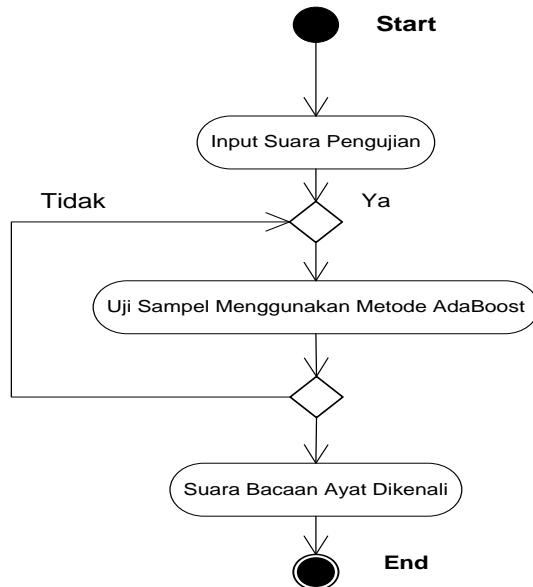 Start
Input Suara Pengujian
Tidak
Ya
Uji Sampel Menggunakan Metode AdaBoost
Suara Bacaan Ayat Dikenali
End